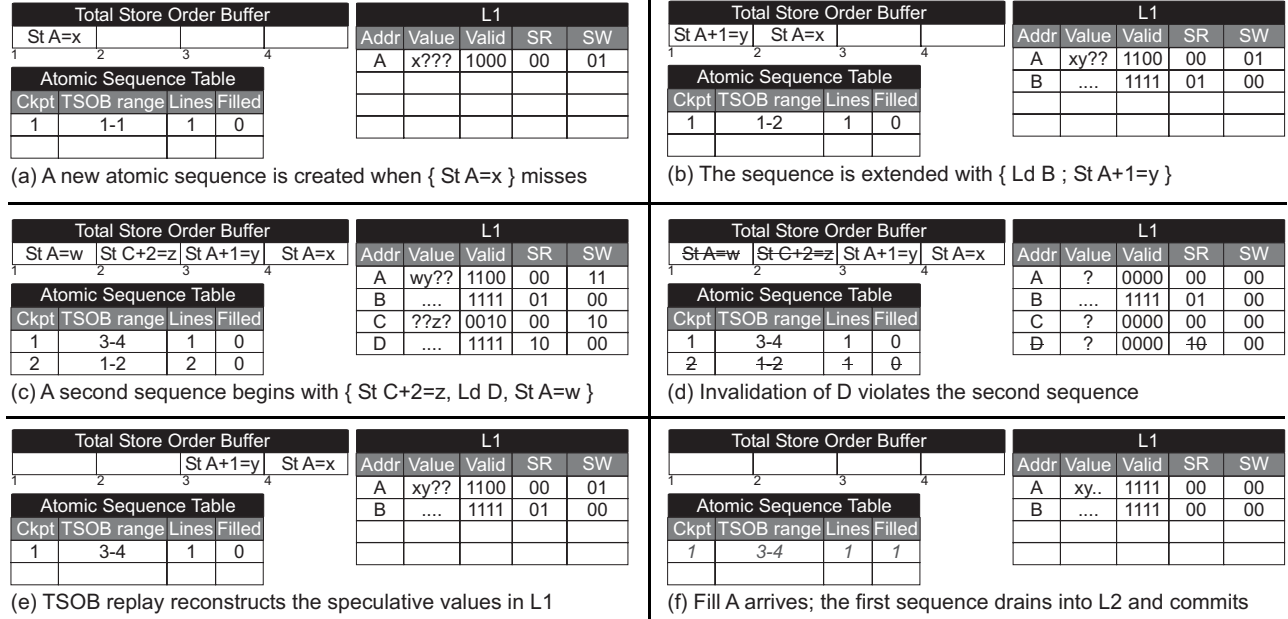 Total Store Order Buffer
St A=x
1 2 3 4
Atomic Sequence Table
Ckpt TSOB range Lines Filled
1 1-1 1 0
L1
Addr Value Valid SR SW
A x??? 1000 00 01
(a) A new atomic sequence is created when { St A=x } misses
Total Store Order Buffer
St A+1=y St A=x
1 2 3 4
Atomic Sequence Table
Ckpt TSOB range Lines Filled
1 1-2 1 0
L1
Addr Value Valid SR SW
A xy?? 1100 00 01
B .... 1111 01 00
(b) The sequence is extended with { Ld B ; St A+1=y }
Total Store Order Buffer
St A=w St C+2=z St A+1=y St A=x
1 2 3 4
Atomic Sequence Table
Ckpt TSOB range Lines Filled
1 3-4 1 0
2 1-2 2 0
L1
Addr Value Valid SR SW
A wy?? 1100 00 11
B .... 1111 01 00
C ??z? 0010 00 10
D .... 1111 10 00
(c) A second sequence begins with { St C+2=z, Ld D, St A=w }
Total Store Order Buffer
St A=w St C+2=z St A+1=y St A=x
1 2 3 4
Atomic Sequence Table
Ckpt TSOB range Lines Filled
1 3-4 1 0
2 1-2 1 0
L1
Addr Value Valid SR SW
A ? 0000 00 00
B .... 1111 01 00
C ? 0000 00 00
D ? 0000 10 00
(d) Invalidation of D violates the second sequence
Total Store Order Buffer
St A+1=y St A=x
1 2 3 4
Atomic Sequence Table
Ckpt TSOB range Lines Filled
1 3-4 1 0
L1
Addr Value Valid SR SW
A xy?? 1100 00 01
B .... 1111 01 00
(e) TSOB replay reconstructs the speculative values in L1
Total Store Order Buffer
1 2 3 4
Atomic Sequence Table
Ckpt TSOB range Lines Filled
1 3-4 1 1
L1
Addr Value Valid SR SW
A xy.. 1111 00 00
B .... 1111 00 00
(f) Fill A arrives; the first sequence drains into L2 and commits